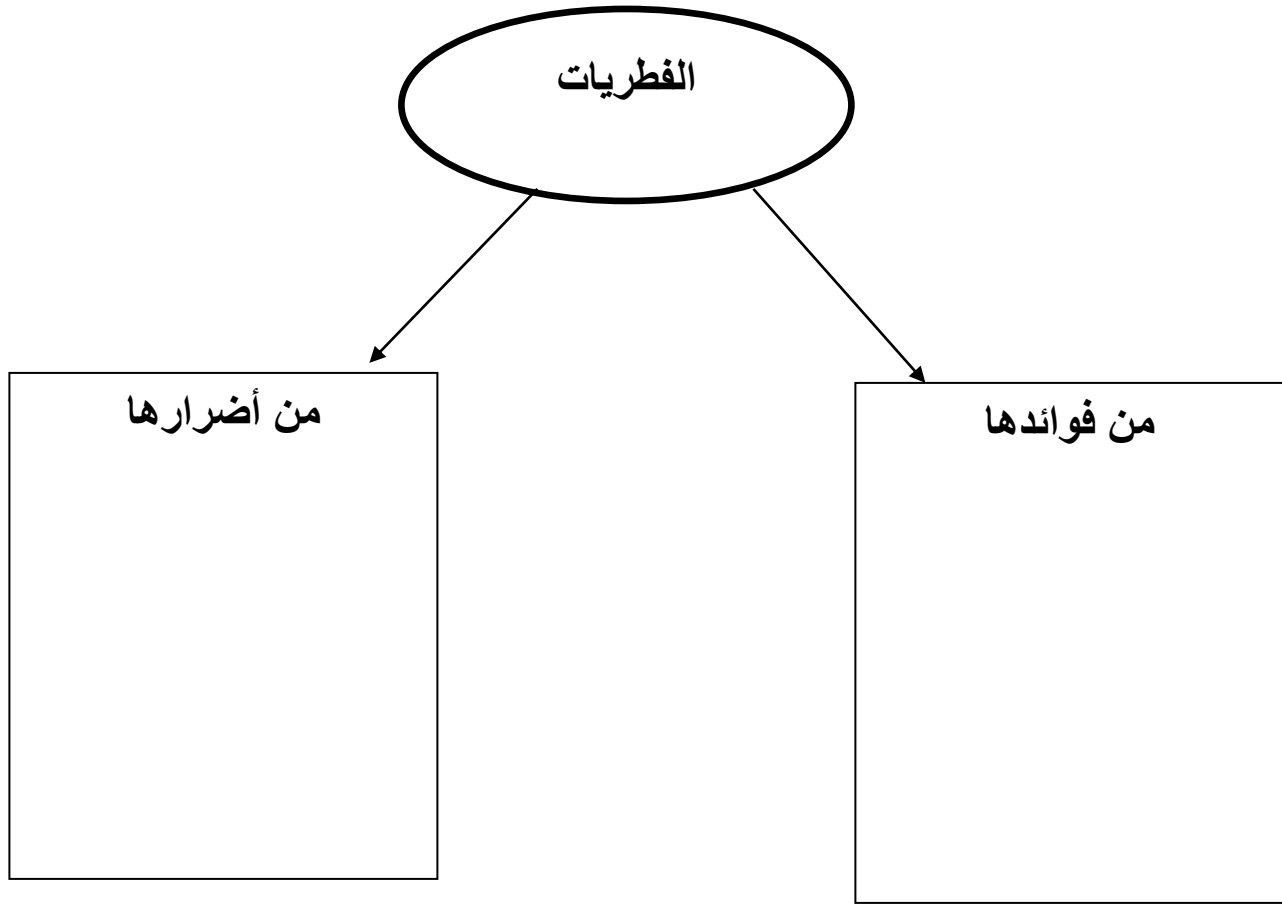 الفطريات
من فوائدها
من أضرارها